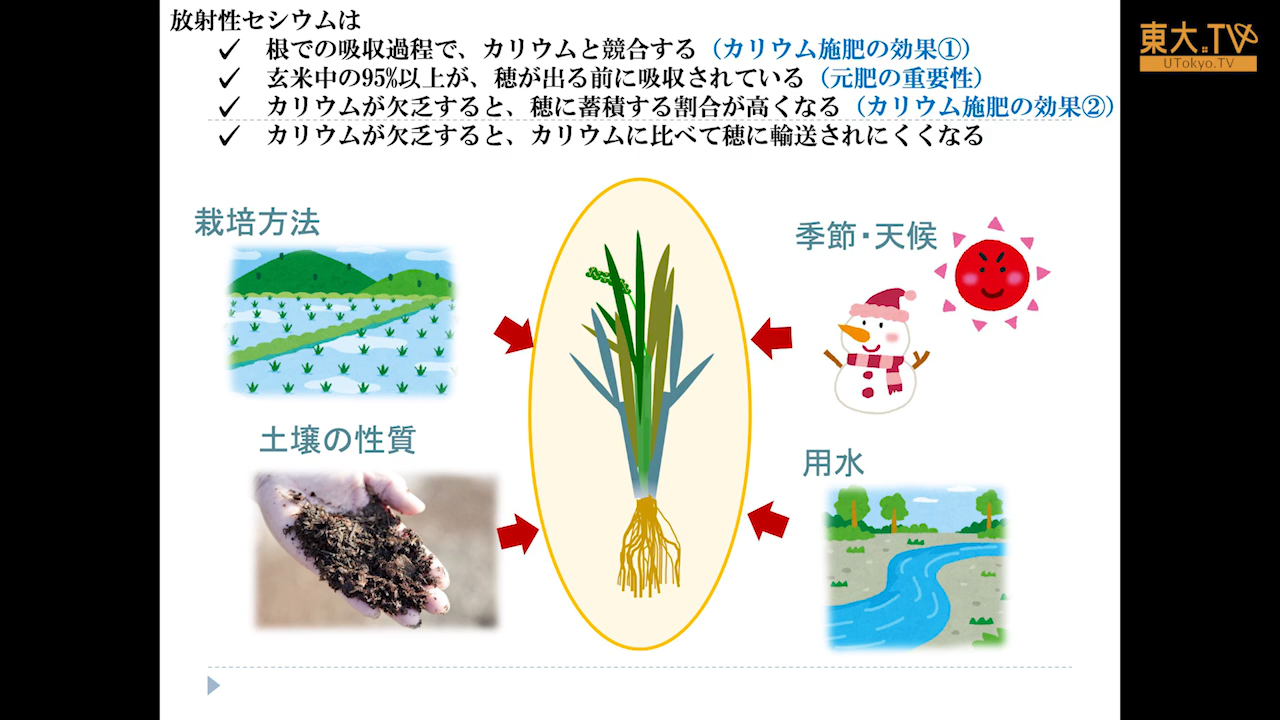 放射性セシウムは
✓ 根での吸収過程で、カリウムと競合する（カリウム施肥の効果①）
✓ 玄米中の95%以上が、穂が出る前に吸収されている（元肥の重要性）
✓ カリウムが欠乏すると、穂に蓄積する割合が高くなる（カリウム施肥の効果②）
✓ カリウムが欠乏すると、カリウムに比べて穂に輸送されにくくなる
東大.TV
UTokyo.TV
栽培方法
季節・天候
土壌の性質
用水